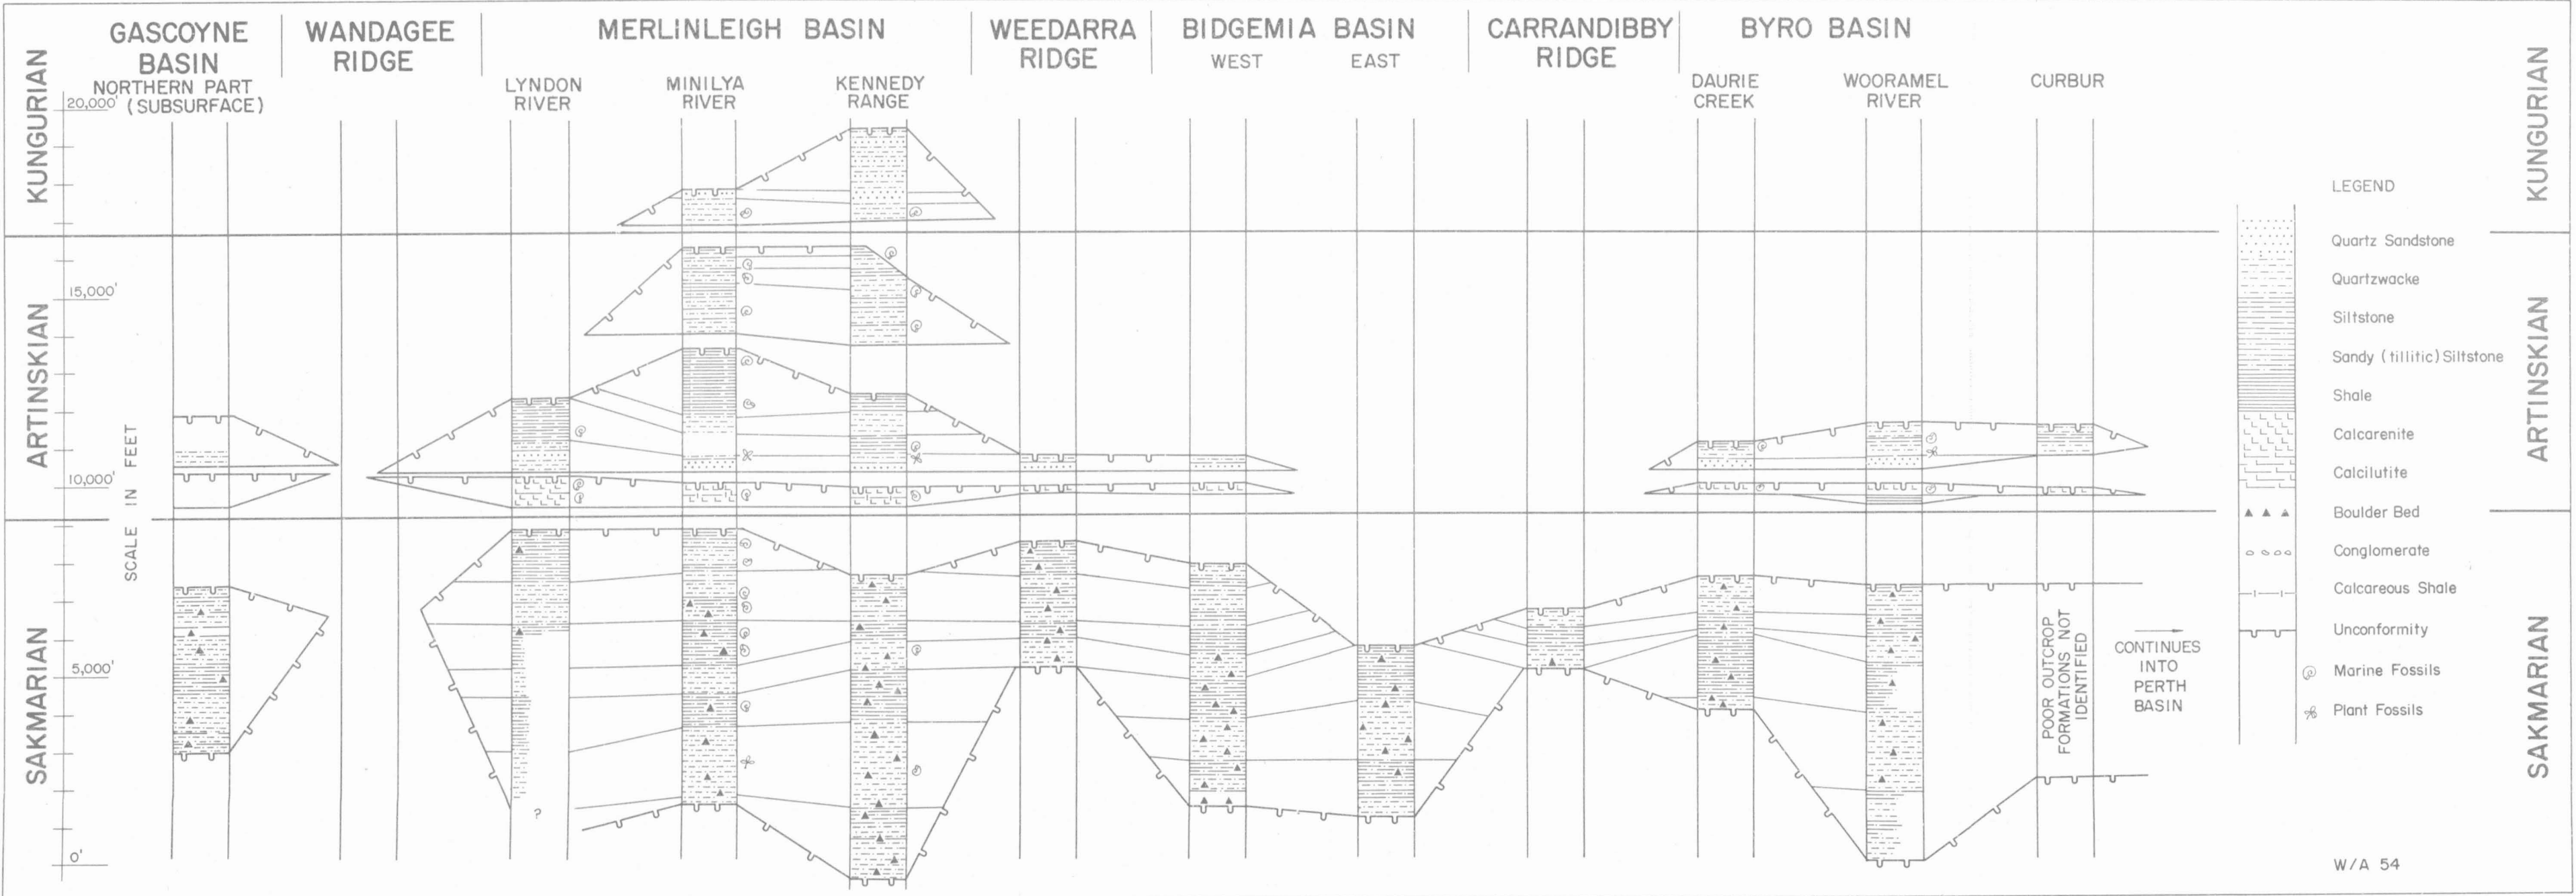 GASCOYNE
BASIN
NORTHERN PART
(SUBSURFACE)
WANDAGEE
RIDGE
MERLINLEIGH BASIN
LYNDON
RIVER
MINILYA
RIVER
KENNEDY
RANGE
WEEDARRA
RIDGE
BIDGEMIA BASIN
WEST
EAST
CARRANDIBBY
RIDGE
BYRO BASIN
DAURIE
CREEK
WOORAMEL
RIVER
CURBUR
KUNGURIAN
ARTINSKIAN
SAKMARIAN
SCALE IN FEET
20,000'
15,000'
10,000'
5,000'
0'
?
POOR OUTCROP
FORMATIONS NOT
IDENTIFIED
CONTINUES
INTO
PERTH
BASIN
LEGEND
Quartz Sandstone
Quartzwacke
Siltstone
Sandy (tillitic) Siltstone
Shale
Calcarenite
Calcilutite
Boulder Bed
Conglomerate
Calcareous Shale
Unconformity
Marine Fossils
Plant Fossils
KUNGURIAN
ARTINSKIAN
SAKMARIAN
W/A 54